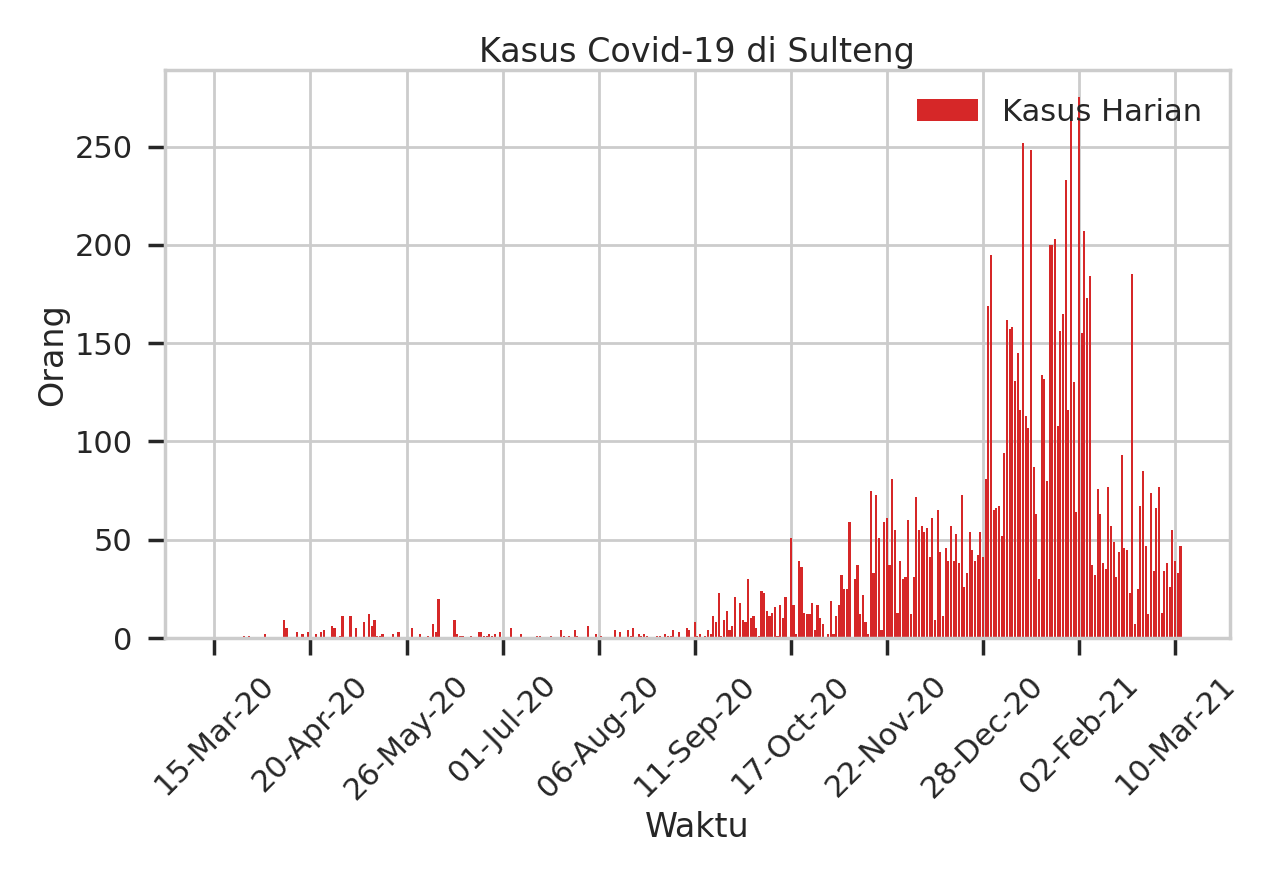 Kasus Covid-19 di Sulteng
Kasus Harian
250
200
150
100
50
0
Orang
15-Mar-20
20-Apr-20
26-May-20
01-Jul-20
06-Aug-20
11-Sep-20
17-Oct-20
22-Nov-20
28-Dec-20
02-Feb-21
10-Mar-21
Waktu